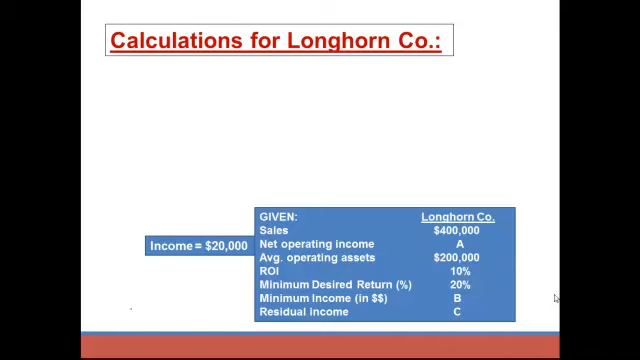 Calculations for Longhorn Co.:
GIVEN: Longhorn Co.
Sales $400,000
Income = $20,000
Net operating income A
Avg. operating assets $200,000
ROI 10%
Minimum Desired Return (%) 20%
Minimum Income (in $$) B
Residual income C